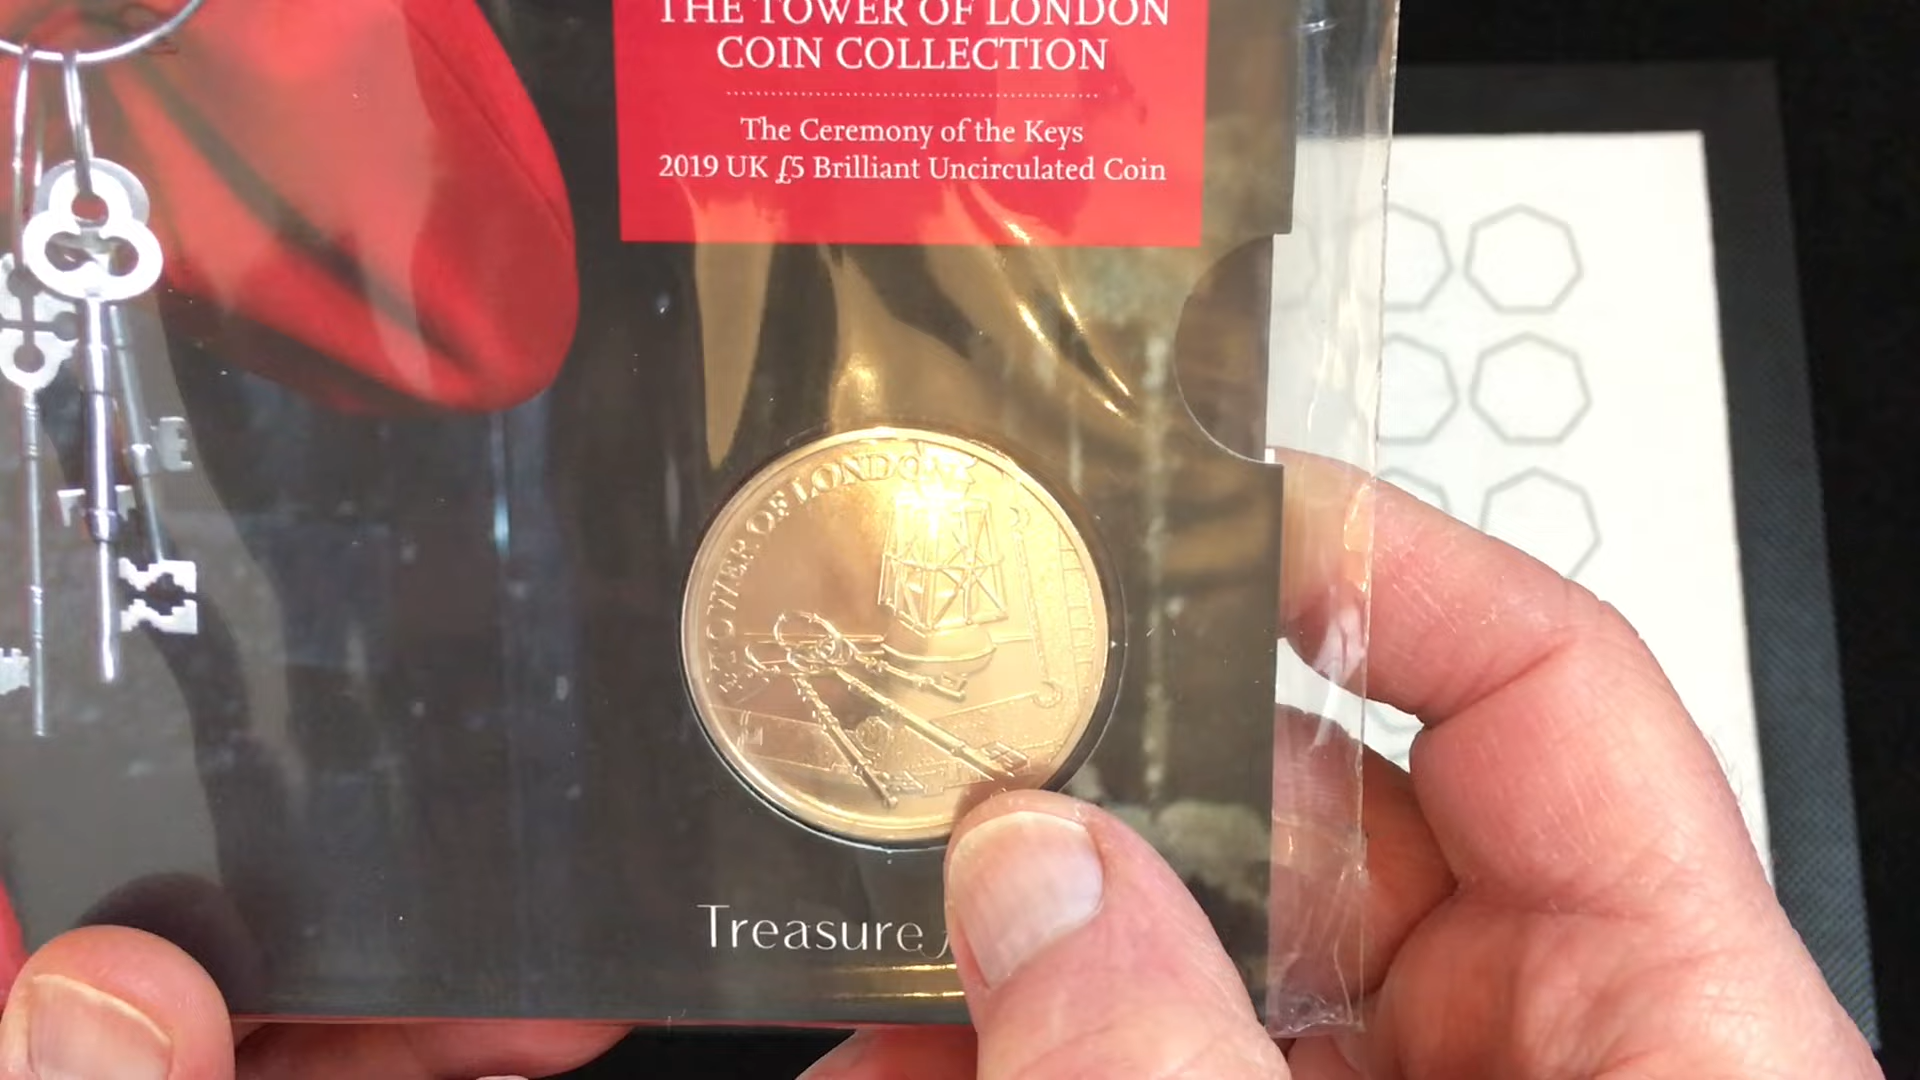 THE TOWER OF LONDON
COIN COLLECTION
The Ceremony of the Keys
2019 UK £5 Brilliant Uncirculated Coin
TOWER OF LONDON
Treasure